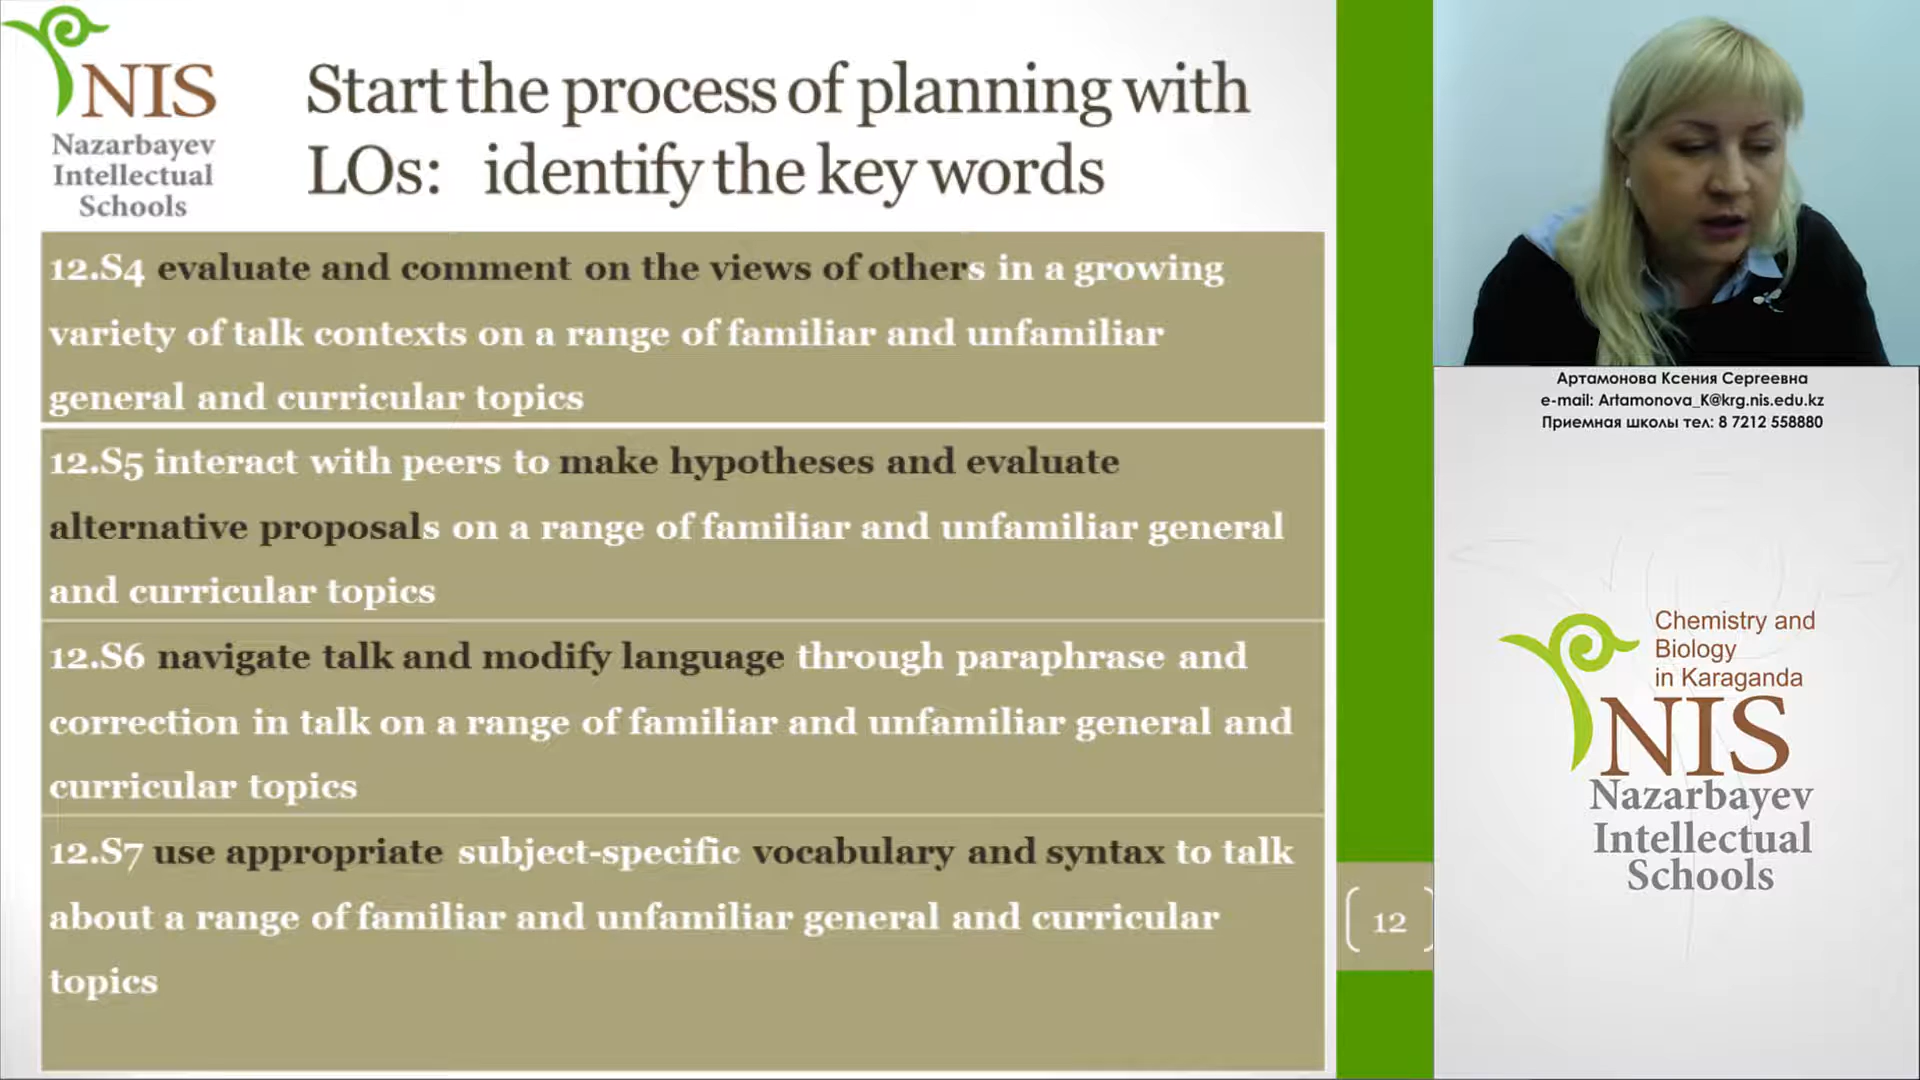 NIS
Nazarbayev
Intellectual
Schools
Start the process of planning with
LOs: identify the key words
12.S4 evaluate and comment on the views of others in a growing
variety of talk contexts on a range of familiar and unfamiliar
general and curricular topics
12.S5 interact with peers to make hypotheses and evaluate
alternative proposals on a range of familiar and unfamiliar general
and curricular topics
12.S6 navigate talk and modify language through paraphrase and
correction in talk on a range of familiar and unfamiliar general and
curricular topics
12.S7 use appropriate subject-specific vocabulary and syntax to talk
about a range of familiar and unfamiliar general and curricular
topics
12
Артамонова Ксения Сергеевна
e-mail: Artamonova_K@krg.nis.edu.kz
Приемная школы тел: 8 7212 558880
Chemistry and
Biology
in Karaganda
NIS
Nazarbayev
Intellectual
Schools